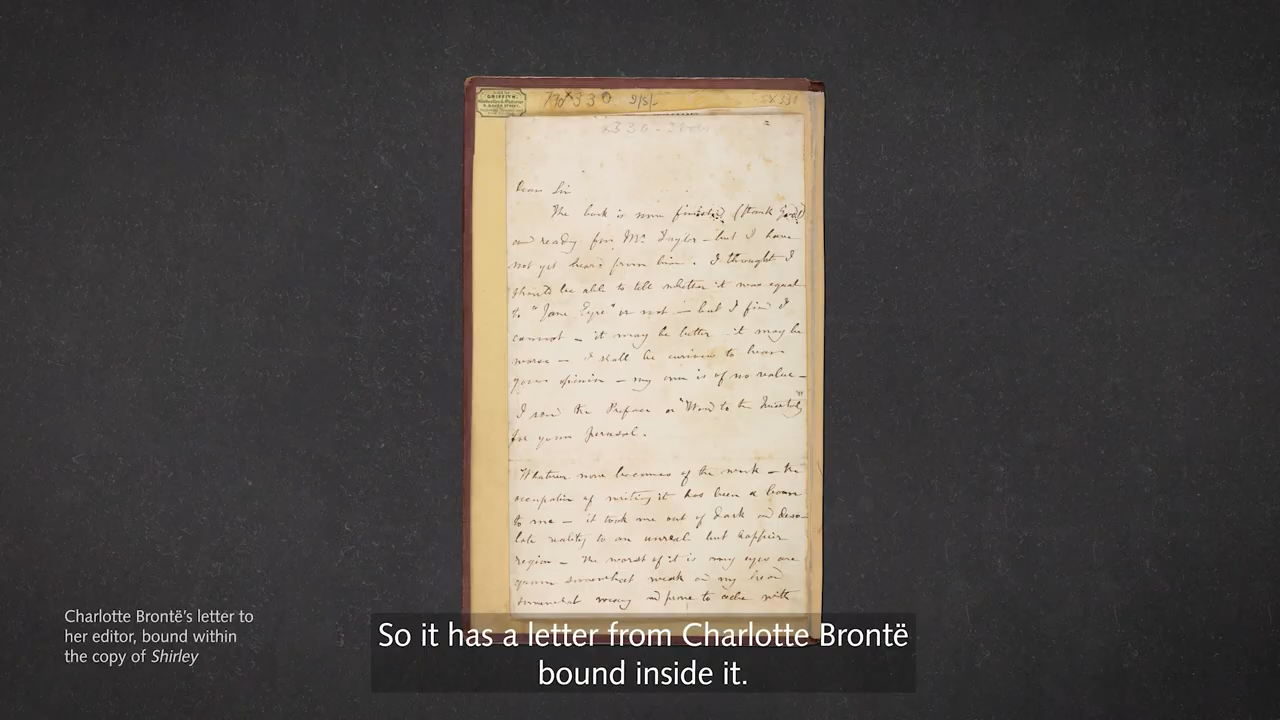 GRIFFITH,
330 2/5/-
Dear Sir
The book is now finished (thank God)
and ready for Mr. Taylor – but I have
not yet heard from him. I thought I
should be able to tell whether it was equal
to "Jane Eyre" or not – but I find I
cannot – it may be better – it may be
worse – I shall be curious to hear
your opinion – my own is of no value –
I send the Preface or "Word to the Quarterly"
for your perusal.
Whatever now becomes of the work – the
occupation of writing it has been a boon
to me – it took me out of dark and deso-
late reality to an unreal but happier
region – the worst of it is my eyes are
grown somewhat weak and my head
somewhat weary and prone to ache with
Charlotte Brontë's letter to
her editor, bound within
the copy of Shirley
So it has a letter from Charlotte Brontë
bound inside it.